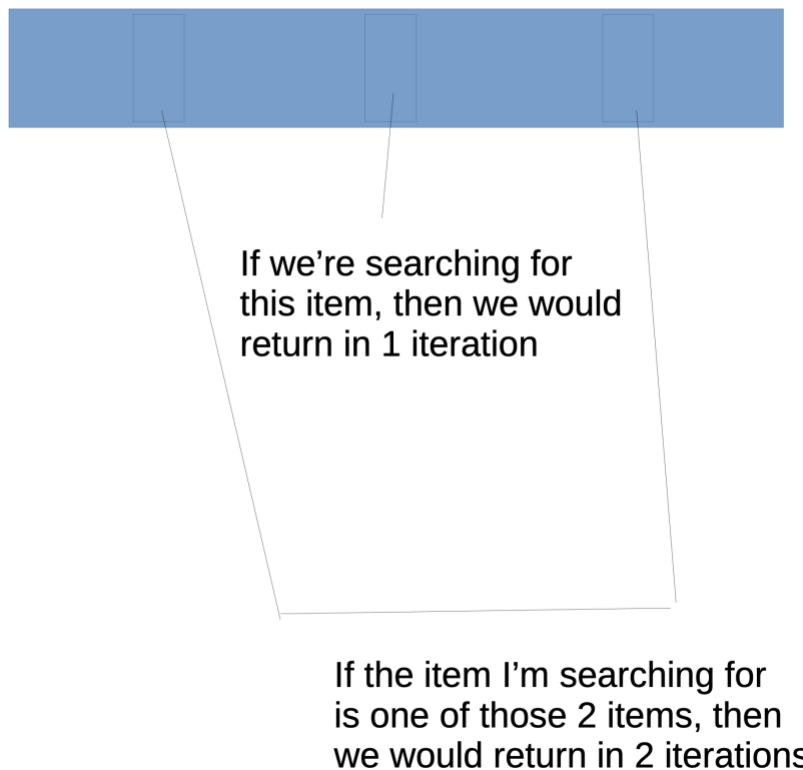 If we’re searching for
this item, then we would
return in 1 iteration
If the item I’m searching for
is one of those 2 items, then
we would return in 2 iterations